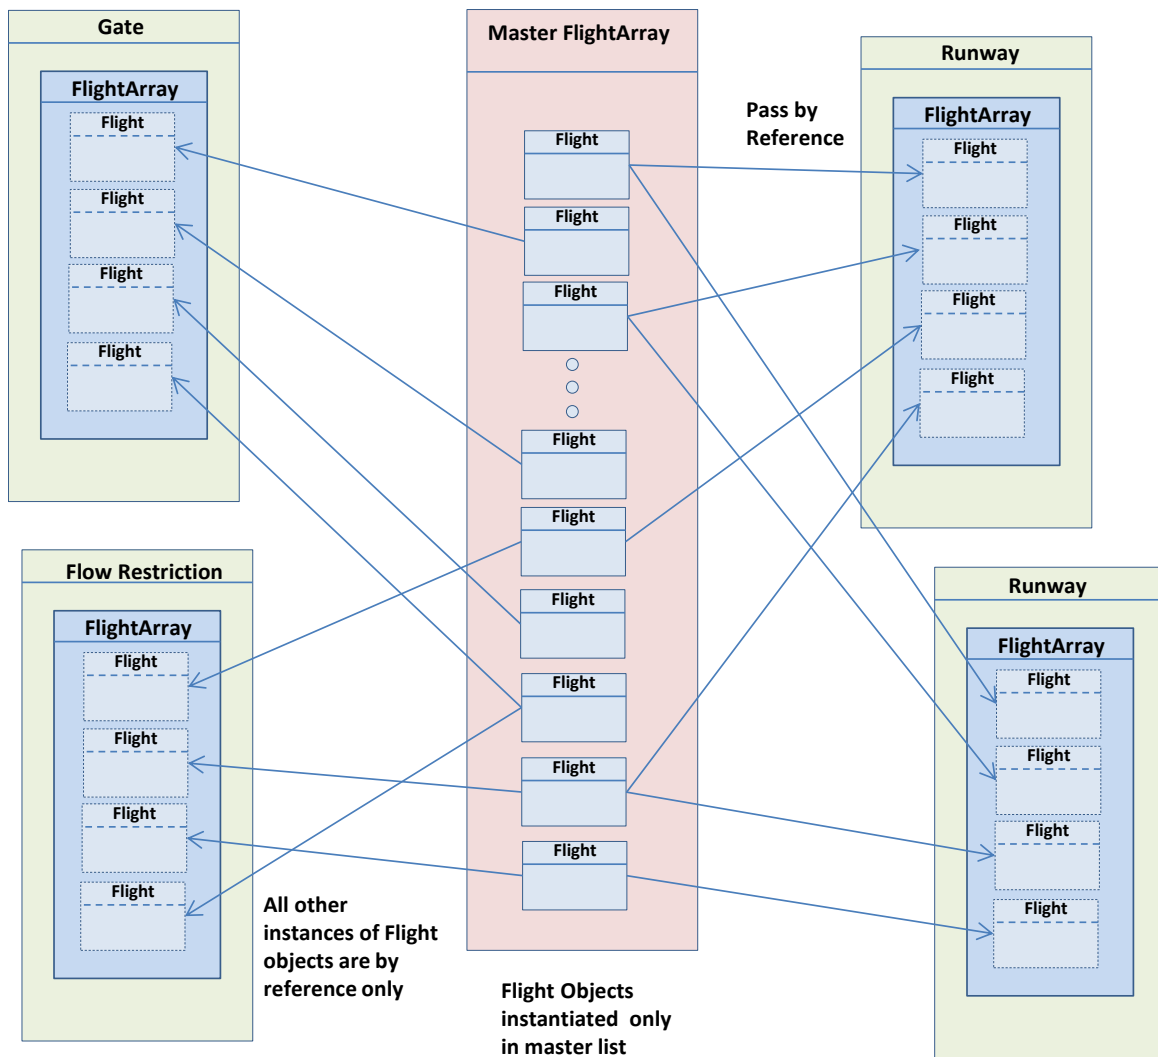 Gate
FlightArray
Flight
Flight
Flight
Flight
Flow Restriction
FlightArray
Flight
Flight
Flight
Flight
All other
instances of Flight
objects are by
reference only
Master FlightArray
Flight
Flight
Flight
Flight
Flight
Flight
Flight
Flight
Flight
Flight Objects
instantiated only
in master list
Pass by
Reference
Runway
FlightArray
Flight
Flight
Flight
Flight
Runway
FlightArray
Flight
Flight
Flight
Flight